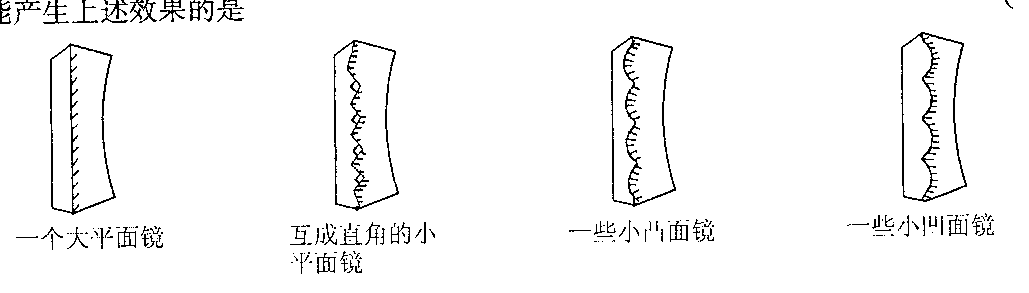 能产生上述效果的是
一个大平面镜
互成直角的小
平面镜
一些小凸面镜
一些小凹面镜